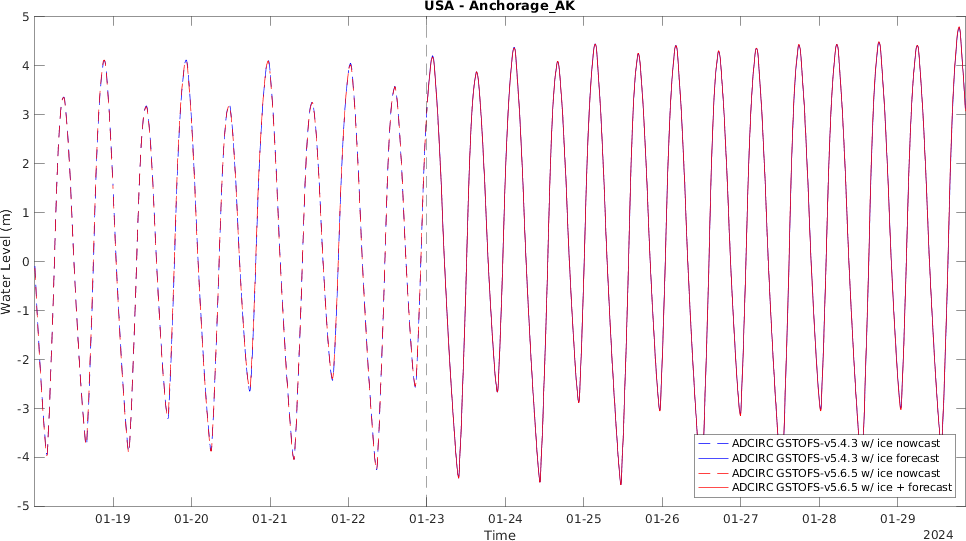 USA - Anchorage_AK
5
4
3
2
1
0
-1
-2
-3
-4
-5
Water Level (m)
ADCIRC GSTOFS-v5.4.3 w/ ice nowcast
ADCIRC GSTOFS-v5.4.3 w/ ice forecast
ADCIRC GSTOFS-v5.6.5 w/ ice nowcast
ADCIRC GSTOFS-v5.6.5 w/ ice + forecast
01-19 01-20 01-21 01-22 01-23 01-24 01-25 01-26 01-27 01-28 01-29
Time
2024